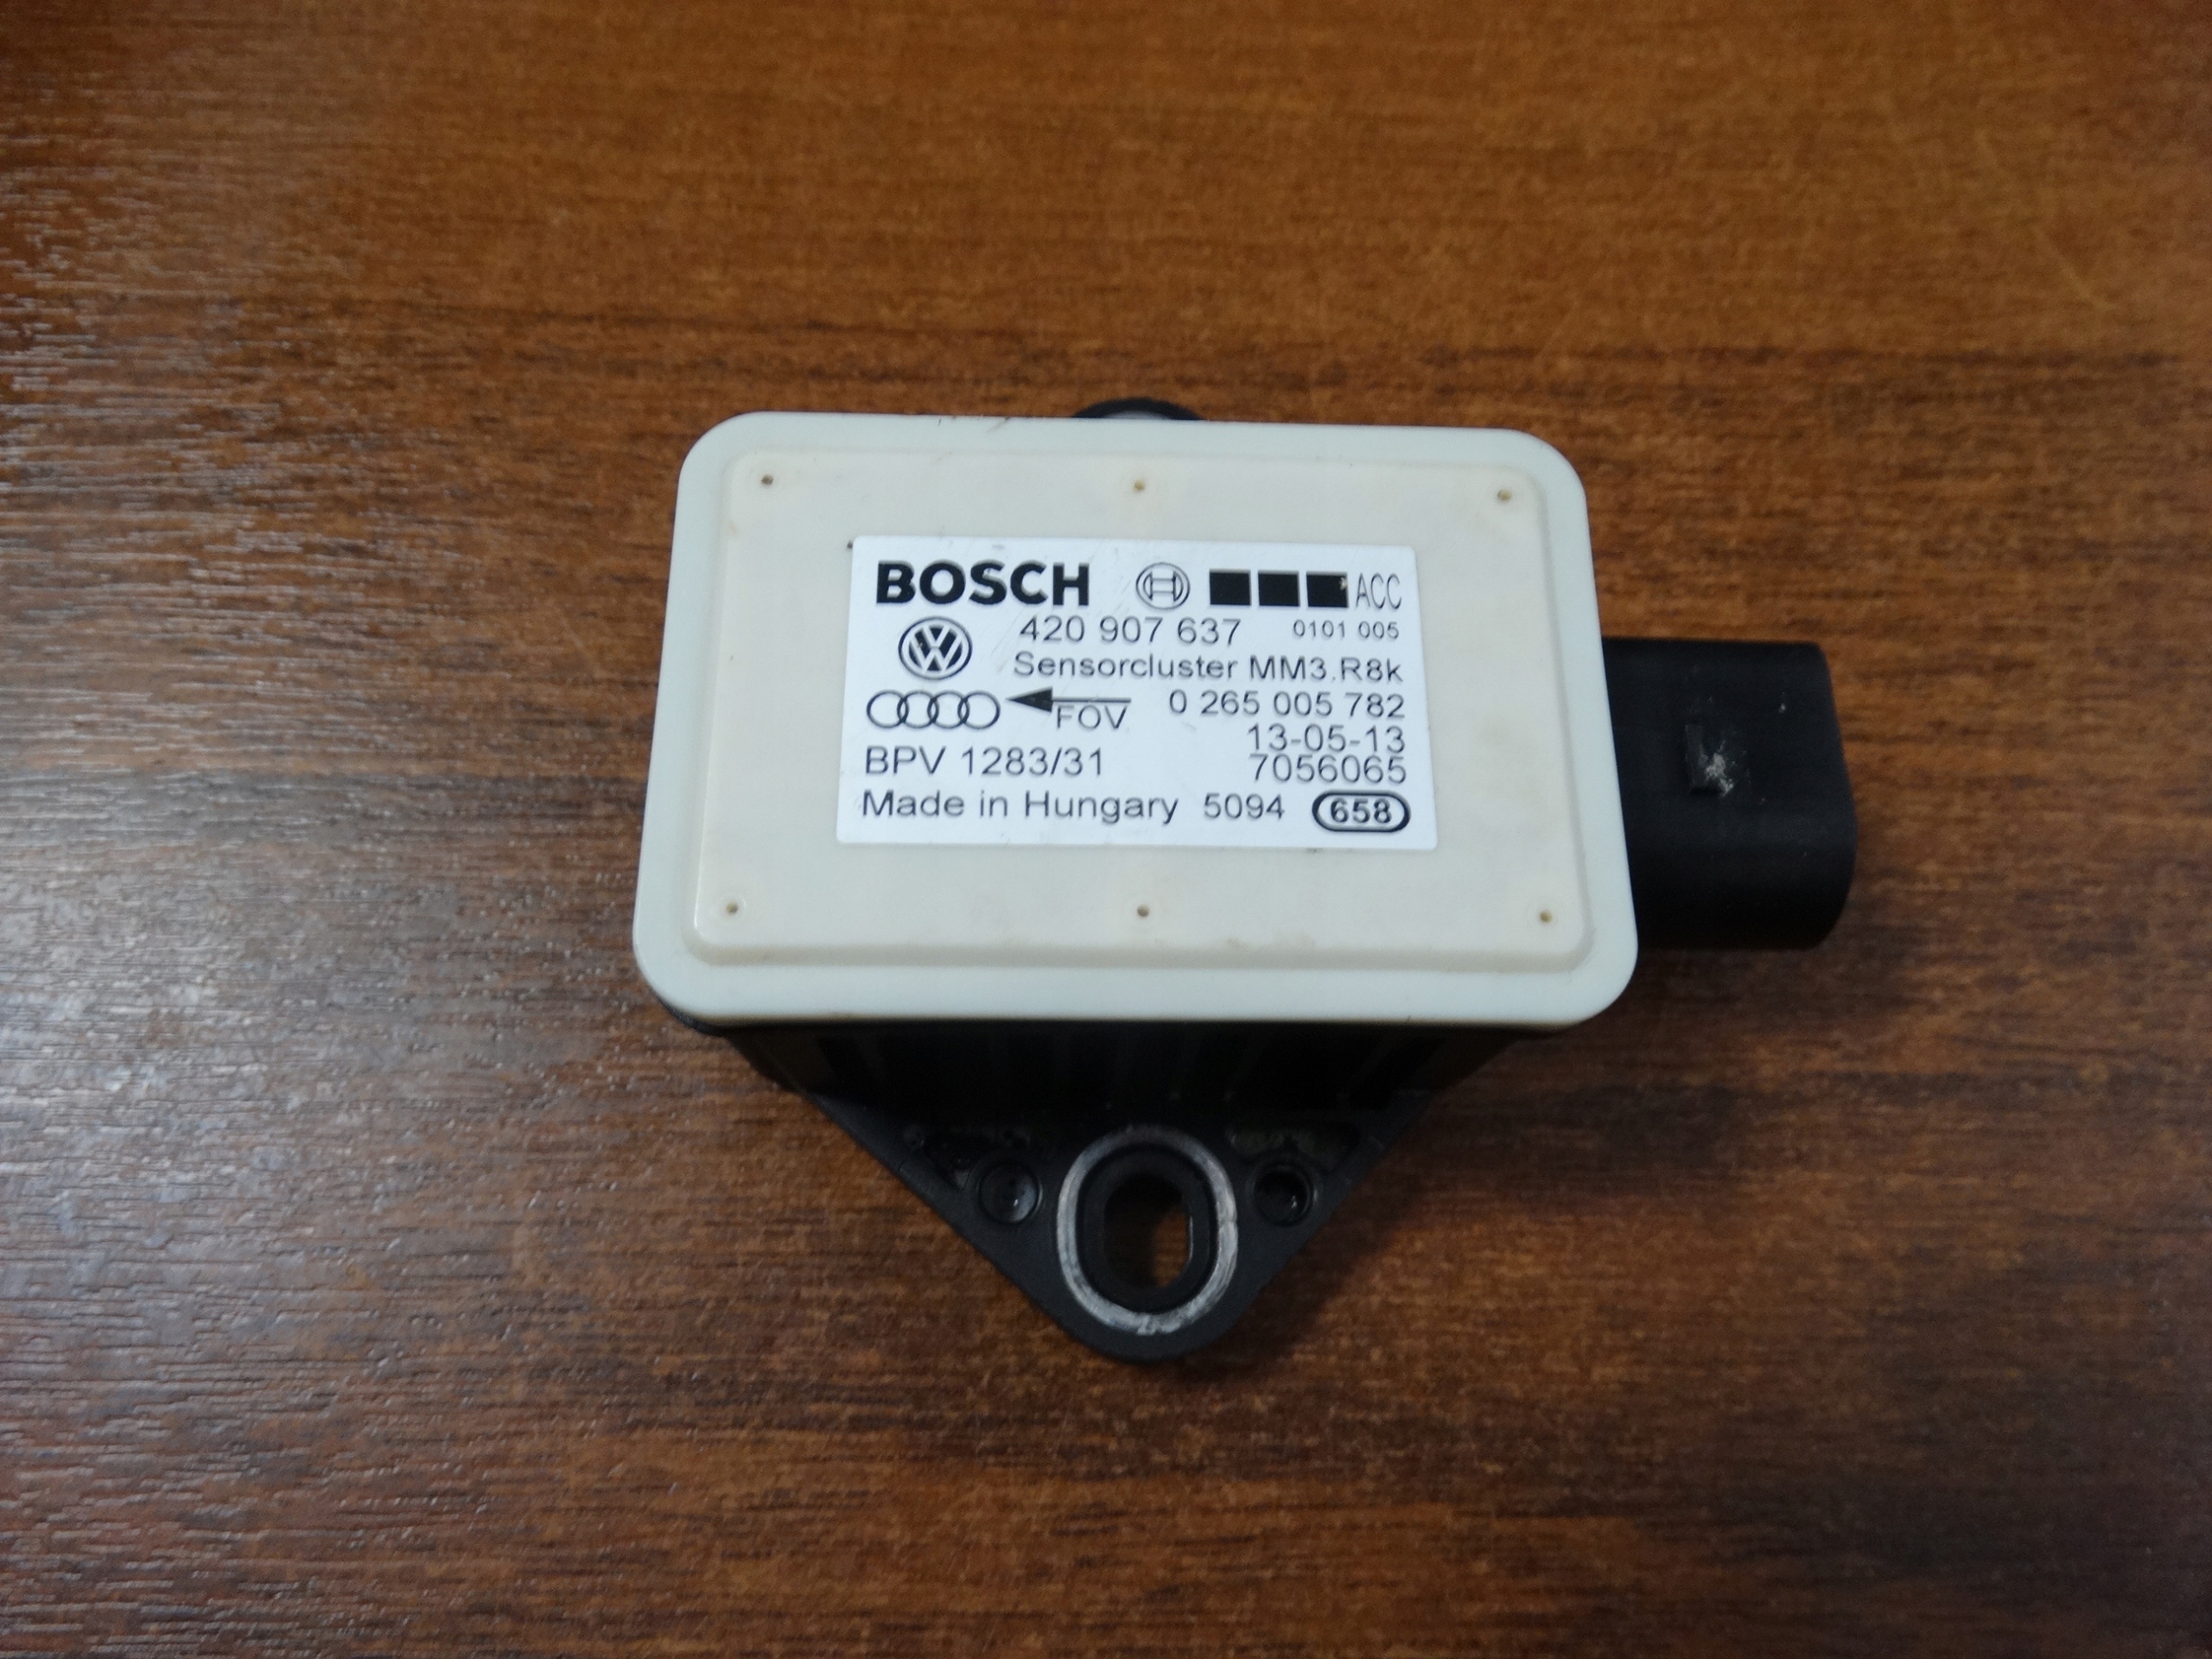 BOSCH ACC
420 907 637 0101 005
Sensorcluster MM3.R8k
FOV 0 265 005 782
13-05-13
BPV 1283/31 7056065
Made in Hungary 5094 658